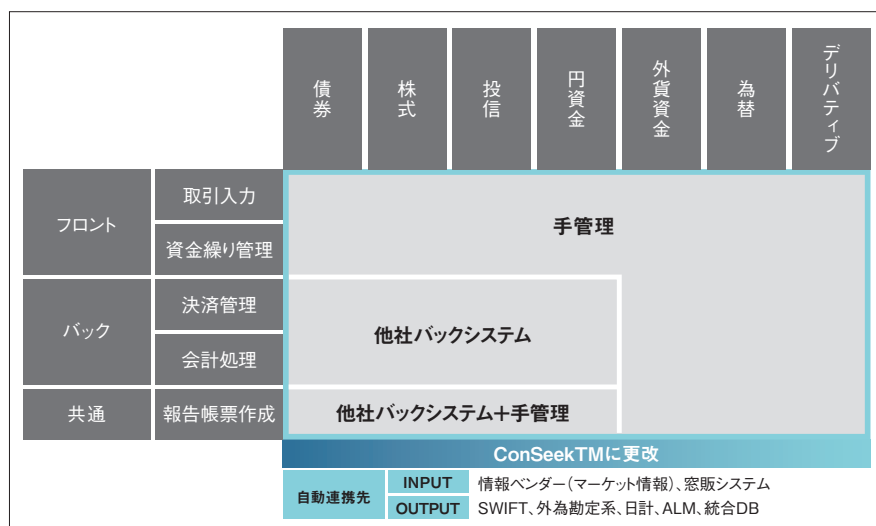 債券
株式
投信
円資金
外貨資金
為替
デリバティブ
フロント
取引入力
資金繰り管理
手管理
バック
決済管理
会計処理
他社バックシステム
共通
報告帳票作成
他社バックシステム+手管理
ConSeekTMに更改
自動連携先
INPUT
情報ベンダー(マーケット情報)、窓販システム
OUTPUT
SWIFT、外為勘定系、日計、ALM、統合DB